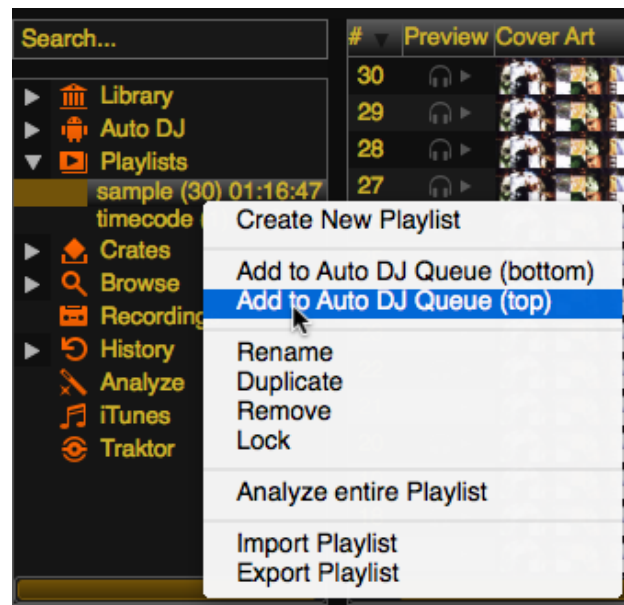 Search...
# Preview Cover Art
30
29
28
27
Library
Auto DJ
Playlists
sample (30) 01:16:47
timecode (
Crates
Browse
Recording
History
Analyze
iTunes
Traktor
Create New Playlist
Add to Auto DJ Queue (bottom)
Add to Auto DJ Queue (top)
Rename
Duplicate
Remove
Lock
Analyze entire Playlist
Import Playlist
Export Playlist